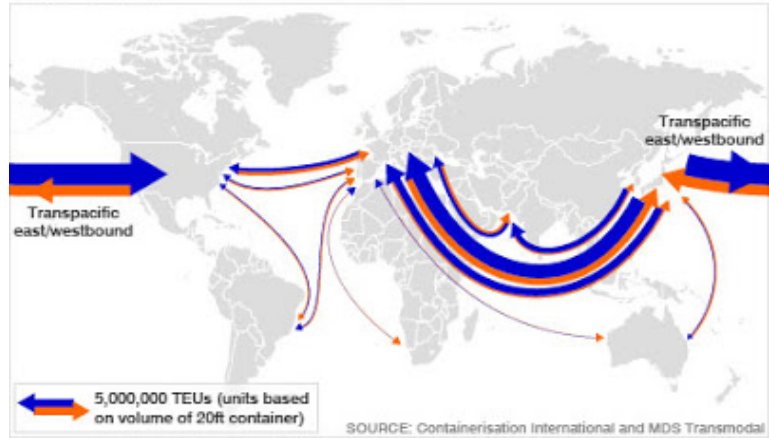 Transpacific
east/westbound
Transpacific
east/westbound
5,000,000 TEUs (units based
on volume of 20ft container)
SOURCE: Containerisation International and MDS Transmodal